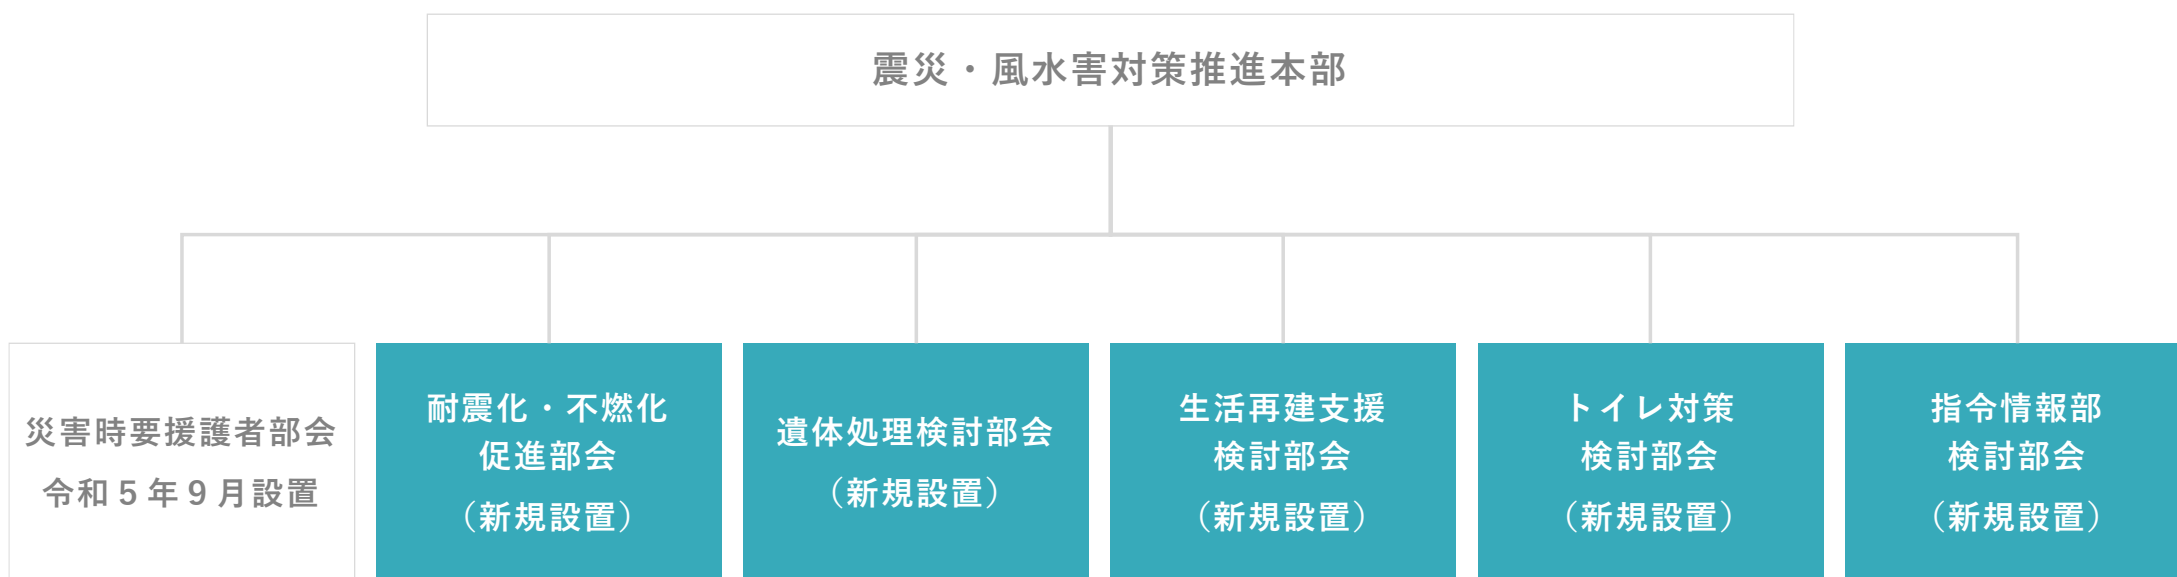 震災・風水害対策推進本部
災害時要援護者部会
令和５年９月設置
耐震化・不燃化
促進部会
（新規設置）
遺体処理検討部会
（新規設置）
生活再建支援
検討部会
（新規設置）
トイレ対策
検討部会
（新規設置）
指令情報部
検討部会
（新規設置）